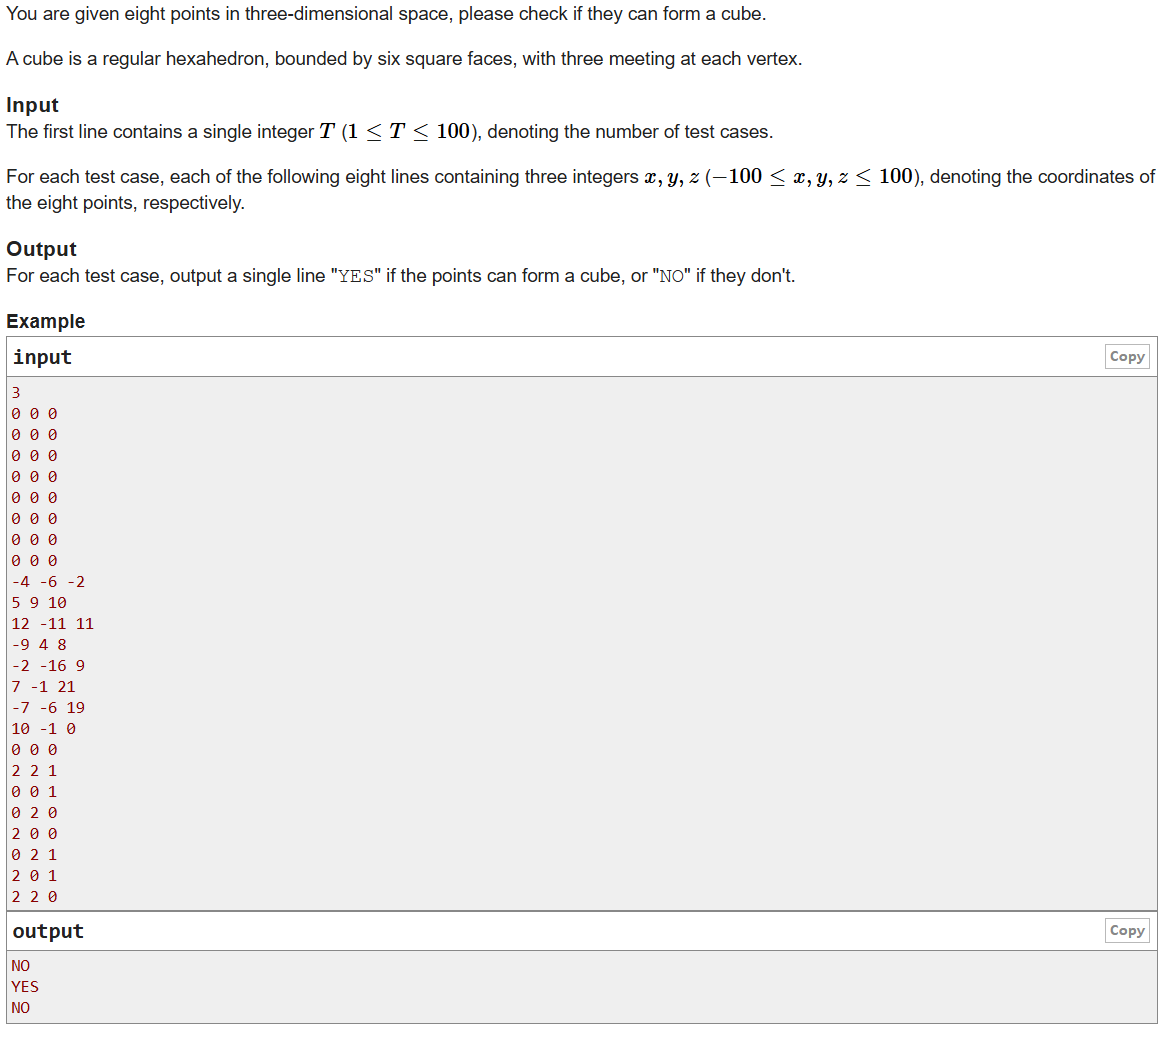 You are given eight points in three-dimensional space, please check if they can form a cube.
A cube is a regular hexahedron, bounded by six square faces, with three meeting at each vertex.
Input
The first line contains a single integer T (1 ≤ T ≤ 100), denoting the number of test cases.
For each test case, each of the following eight lines containing three integers x, y, z (−100 ≤ x, y, z ≤ 100), denoting the coordinates of
the eight points, respectively.
Output
For each test case, output a single line "YES" if the points can form a cube, or "NO" if they don't.
Example
input Copy
3
0 0 0
0 0 0
0 0 0
0 0 0
0 0 0
0 0 0
0 0 0
0 0 0
-4 -6 -2
5 9 10
12 -11 11
-9 4 8
-2 -16 9
7 -1 21
-7 -6 19
10 -1 0
0 0 0
2 2 1
0 0 1
0 2 0
2 0 0
0 2 1
2 0 1
2 2 0
output Copy
NO
YES
NO